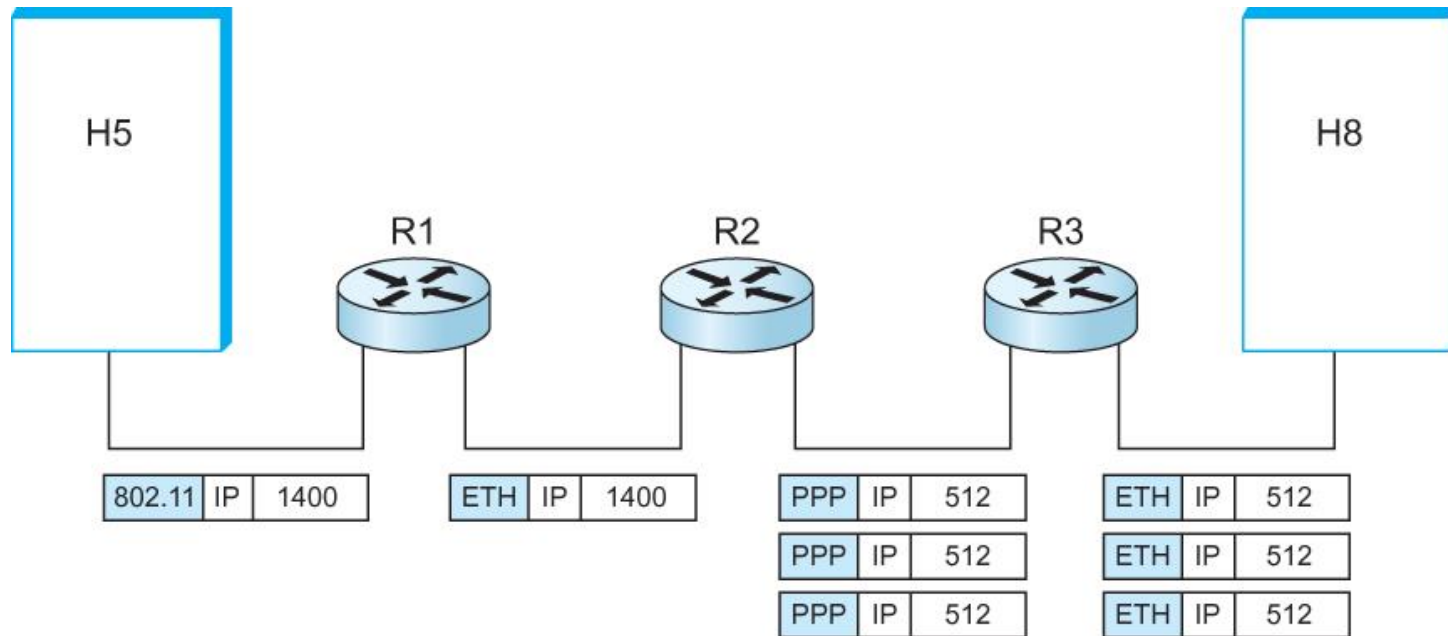 H5
H8
R1
R2
R3
802.11 IP 1400
ETH IP 1400
PPP IP 512
ETH IP 512
PPP IP 512
ETH IP 512
PPP IP 512
ETH IP 512